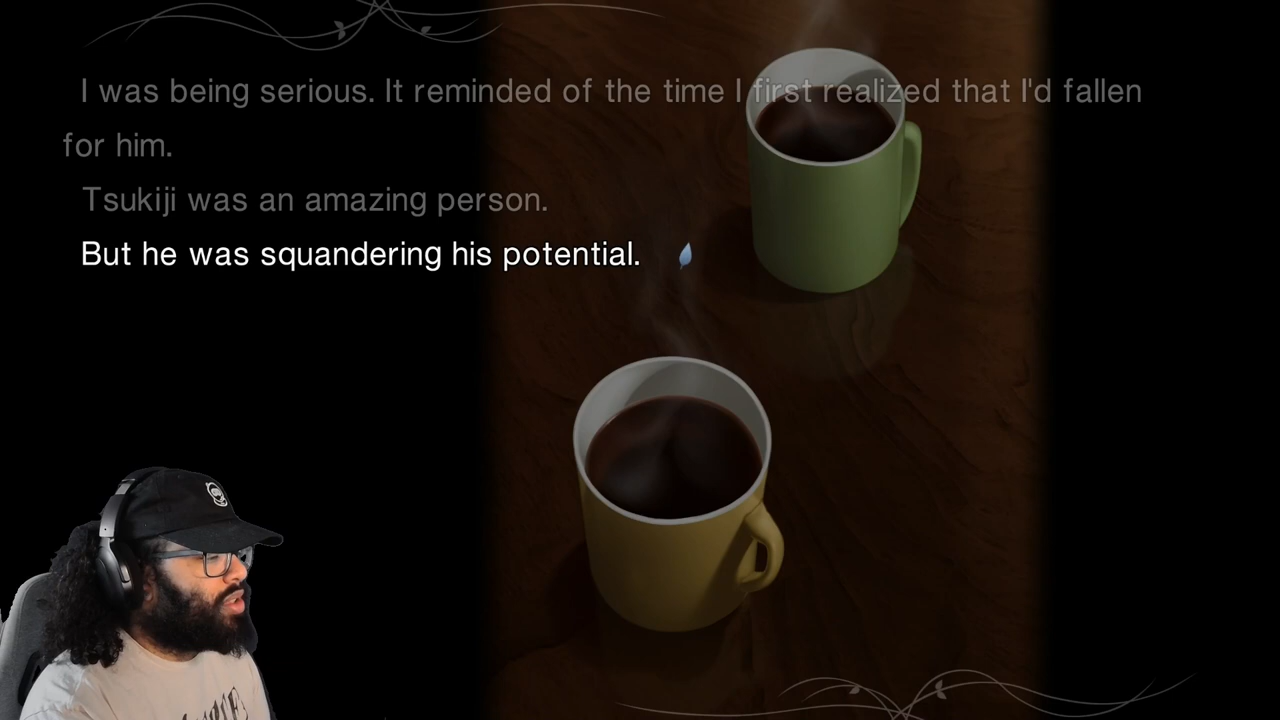 I was being serious. It reminded of the time I first realized that I'd fallen
for him.
Tsukiji was an amazing person.
But he was squandering his potential.